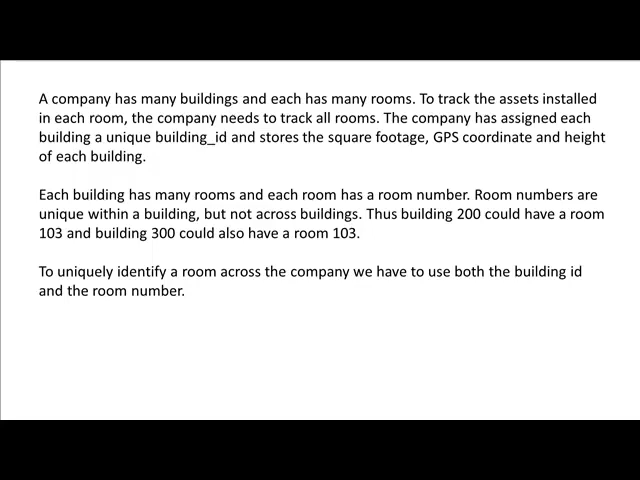 A company has many buildings and each has many rooms. To track the assets installed
in each room, the company needs to track all rooms. The company has assigned each
building a unique building_id and stores the square footage, GPS coordinate and height
of each building.
Each building has many rooms and each room has a room number. Room numbers are
unique within a building, but not across buildings. Thus building 200 could have a room
103 and building 300 could also have a room 103.
To uniquely identify a room across the company we have to use both the building id
and the room number.